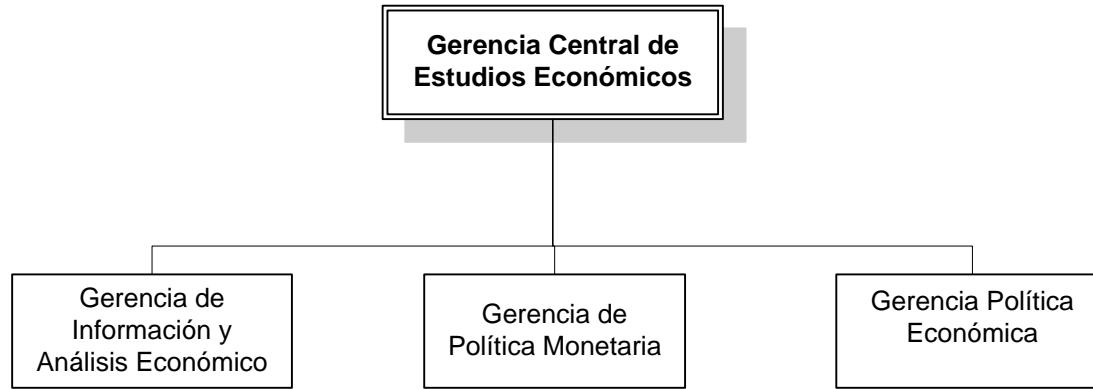 Gerencia Central de
Estudios Económicos
Gerencia de
Información y
Análisis Económico
Gerencia de
Política Monetaria
Gerencia Política
Económica